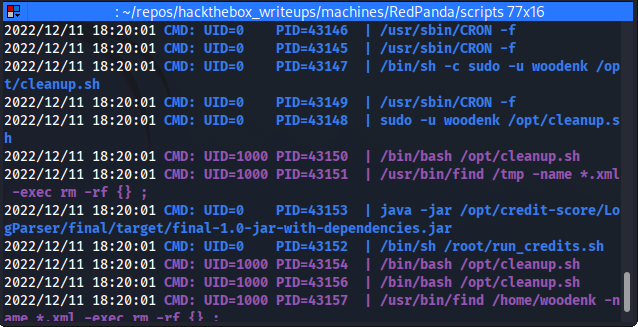 : ~/repos/hackthebox_writeups/machines/RedPanda/scripts 77x16
2022/12/11 18:20:01 CMD: UID=0    PID=43146  | /usr/sbin/CRON -f
2022/12/11 18:20:01 CMD: UID=0    PID=43145  | /usr/sbin/CRON -f
2022/12/11 18:20:01 CMD: UID=0    PID=43147  | /bin/sh -c sudo -u woodenk /op
t/cleanup.sh
2022/12/11 18:20:01 CMD: UID=0    PID=43149  | /usr/sbin/CRON -f
2022/12/11 18:20:01 CMD: UID=0    PID=43148  | sudo -u woodenk /opt/cleanup.s
h
2022/12/11 18:20:01 CMD: UID=1000 PID=43150  | /bin/bash /opt/cleanup.sh
2022/12/11 18:20:01 CMD: UID=1000 PID=43151  | /usr/bin/find /tmp -name *.xml
 -exec rm -rf {} ;
2022/12/11 18:20:01 CMD: UID=0    PID=43153  | java -jar /opt/credit-score/Lo
gParser/final/target/final-1.0-jar-with-dependencies.jar
2022/12/11 18:20:01 CMD: UID=0    PID=43152  | /bin/sh /root/run_credits.sh
2022/12/11 18:20:01 CMD: UID=1000 PID=43154  | /bin/bash /opt/cleanup.sh
2022/12/11 18:20:01 CMD: UID=1000 PID=43156  | /bin/bash /opt/cleanup.sh
2022/12/11 18:20:01 CMD: UID=1000 PID=43157  | /usr/bin/find /home/woodenk -n
ame *.xml -exec rm -rf {} ;